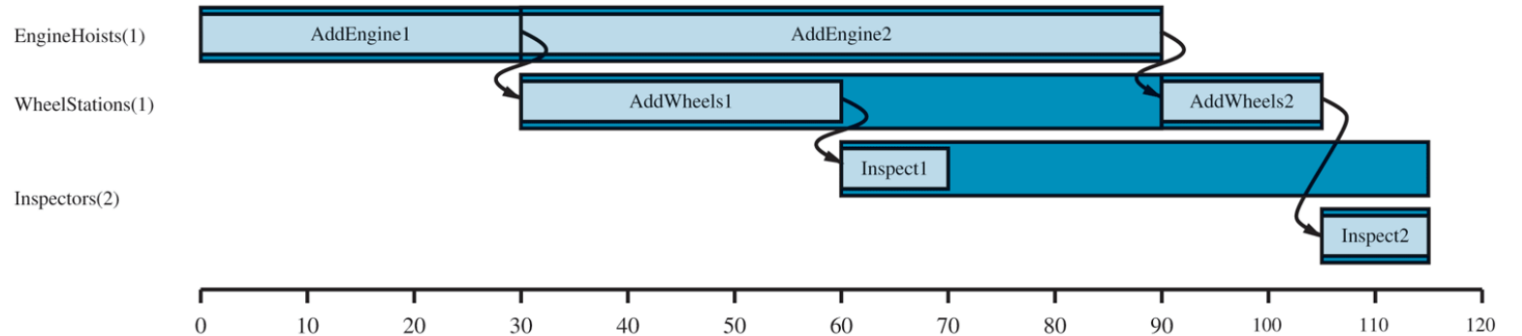 EngineHoists(1)
AddEngine1
AddEngine2
WheelStations(1)
AddWheels1
AddWheels2
Inspectors(2)
Inspect1
Inspect2
0 10 20 30 40 50 60 70 80 90 100 110 120